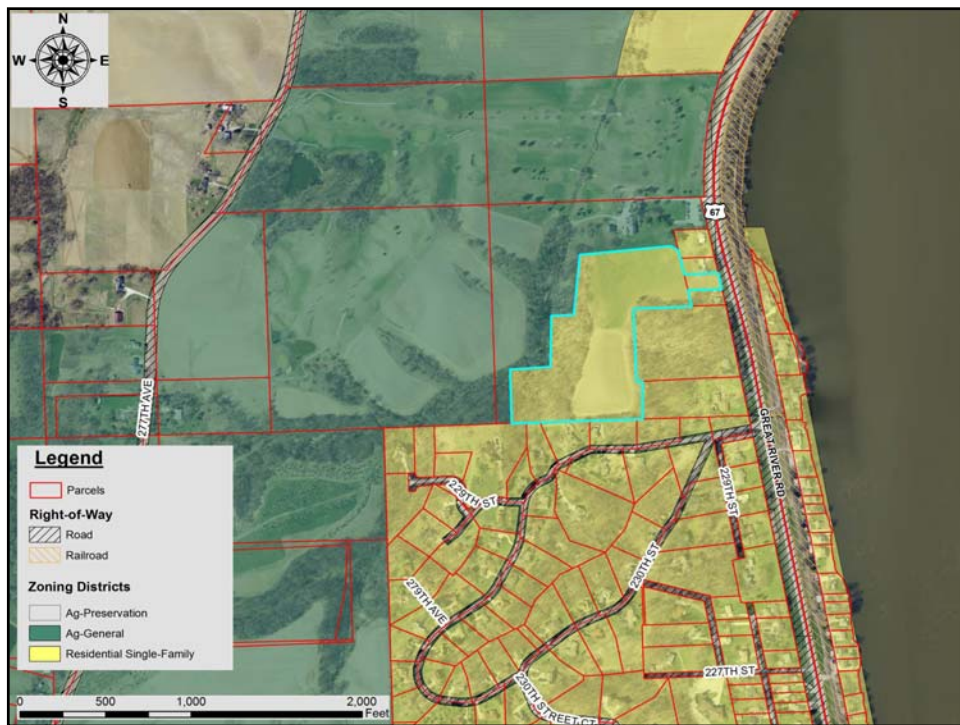 N
W E
S
67
277TH AVE
GREAT RIVER RD
229TH ST
229TH ST
230TH ST
279TH AVE
227TH ST
230TH STREET CT
Legend
Parcels
Right-of-Way
Road
Railroad
Zoning Districts
Ag-Preservation
Ag-General
Residential Single-Family
0 500 1,000 2,000
Feet